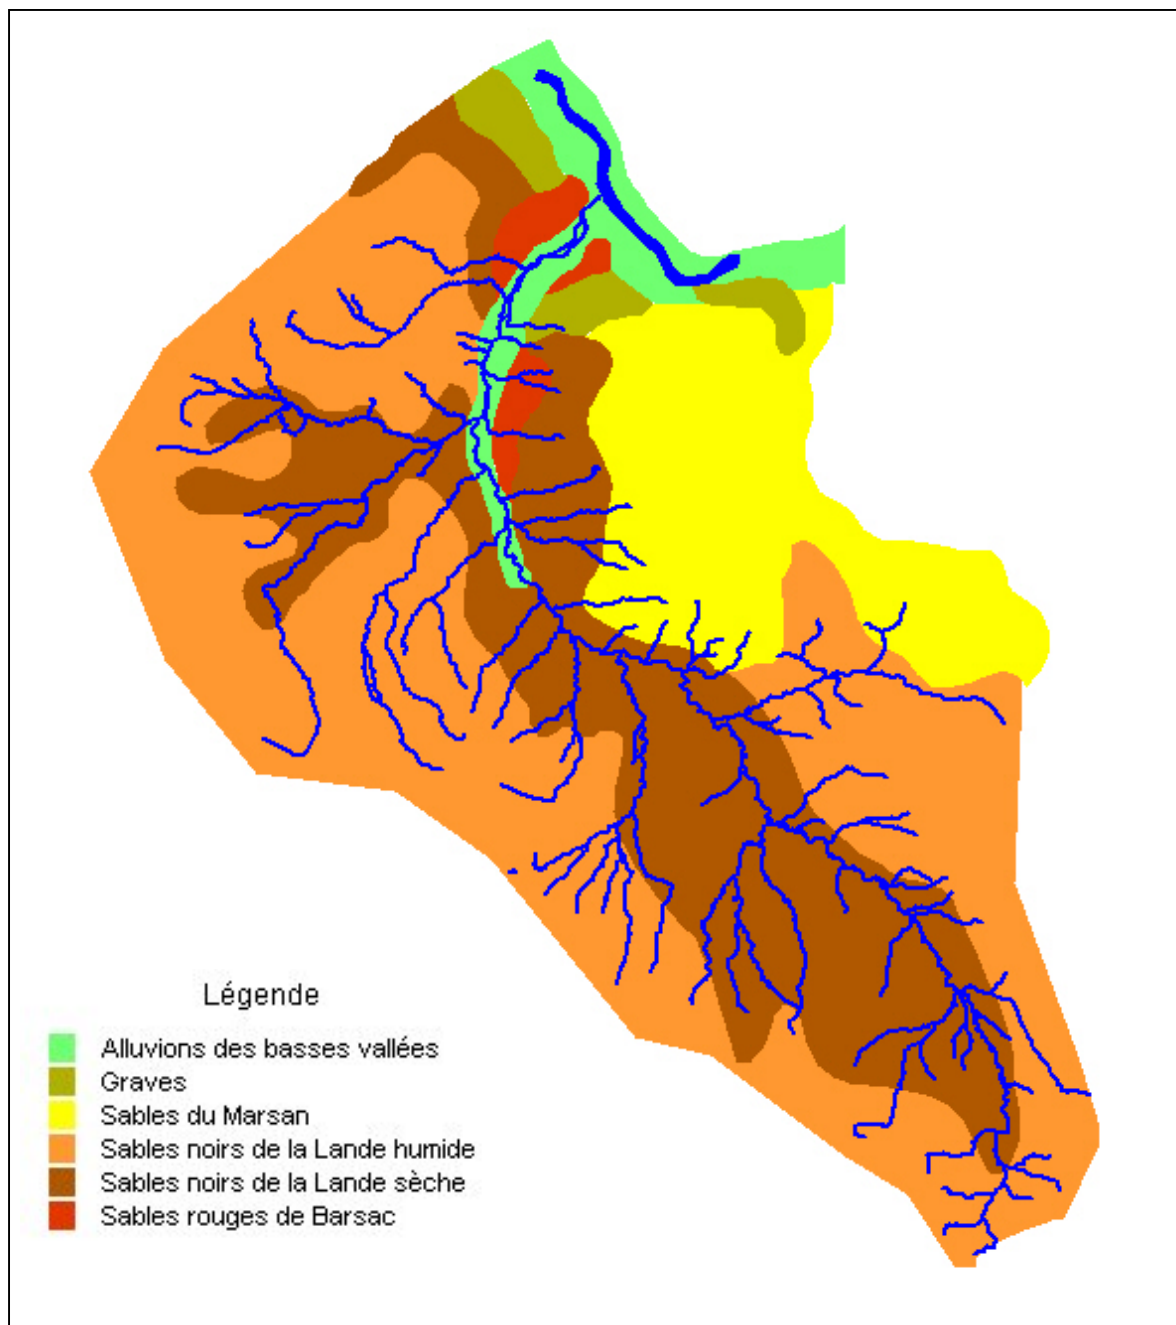 Légende
Alluvions des basses vallées
Graves
Sables du Marsan
Sables noirs de la Lande humide
Sables noirs de la Lande sèche
Sables rouges de Barsac